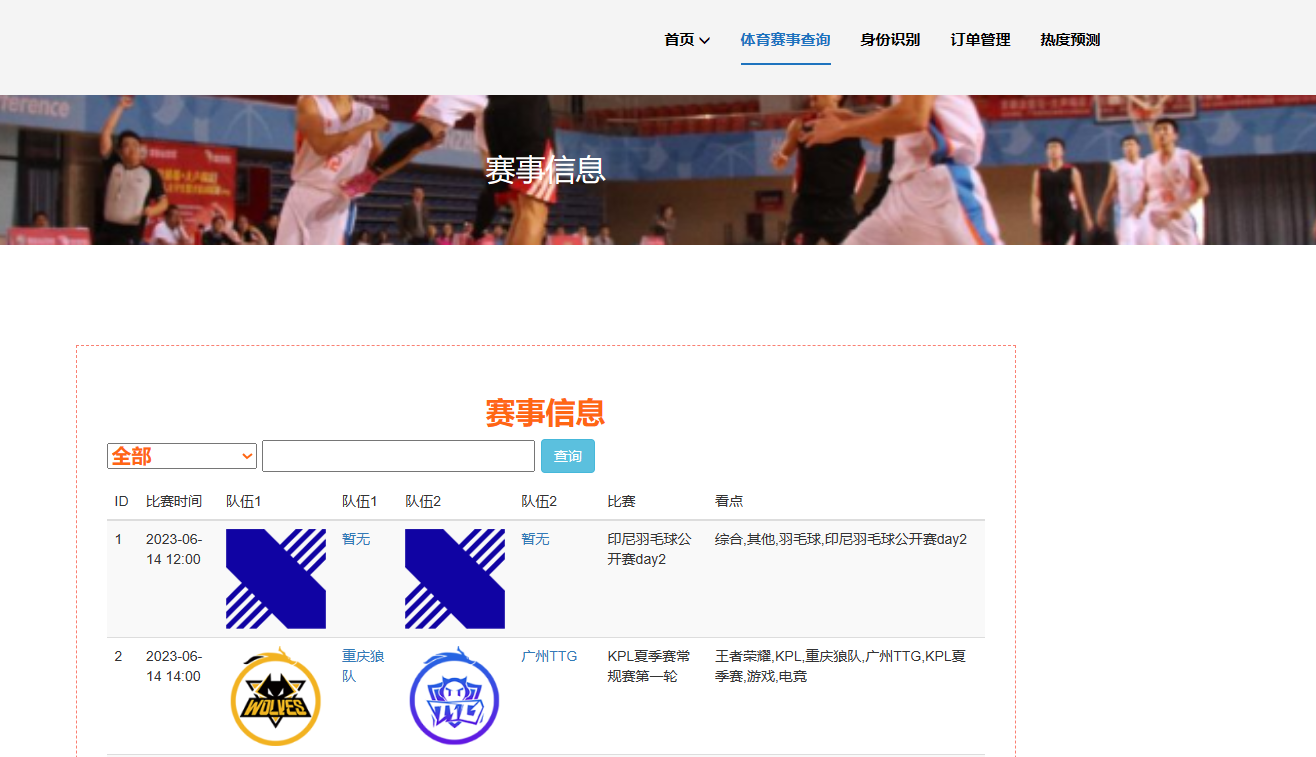 首页 体育赛事查询 身份识别 订单管理 热度预测
赛事信息
赛事信息
全部 查询
ID 比赛时间 队伍1 队伍1 队伍2 队伍2 比赛 看点
1 2023-06-14 12:00 暂无 暂无 印尼羽毛球公开赛day2 综合,其他,羽毛球,印尼羽毛球公开赛day2
2 2023-06-14 14:00 WOLVES 重庆狼队 TTG 广州TTG KPL夏季赛常规赛第一轮 王者荣耀,KPL,重庆狼队,广州TTG,KPL夏季赛,游戏,电竞